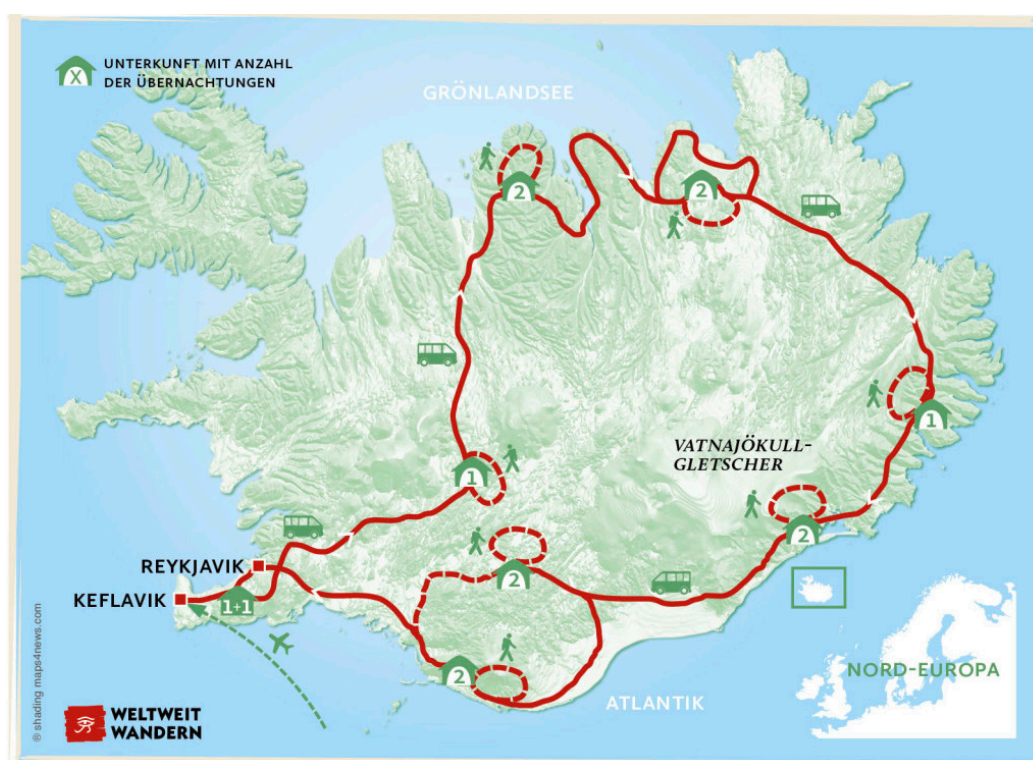 X
UNTERKUNFT MIT ANZAHL
DER ÜBERNACHTUNGEN
GRÖNLANDSEE
2
2
1
VATNAJÖKULL-
GLETSCHER
1
2
2
REYKJAVIK
KEFLAVIK
1+1
2
ATLANTIK
NORD-EUROPA
® shading maps4news.com
WELTWEIT
WANDERN